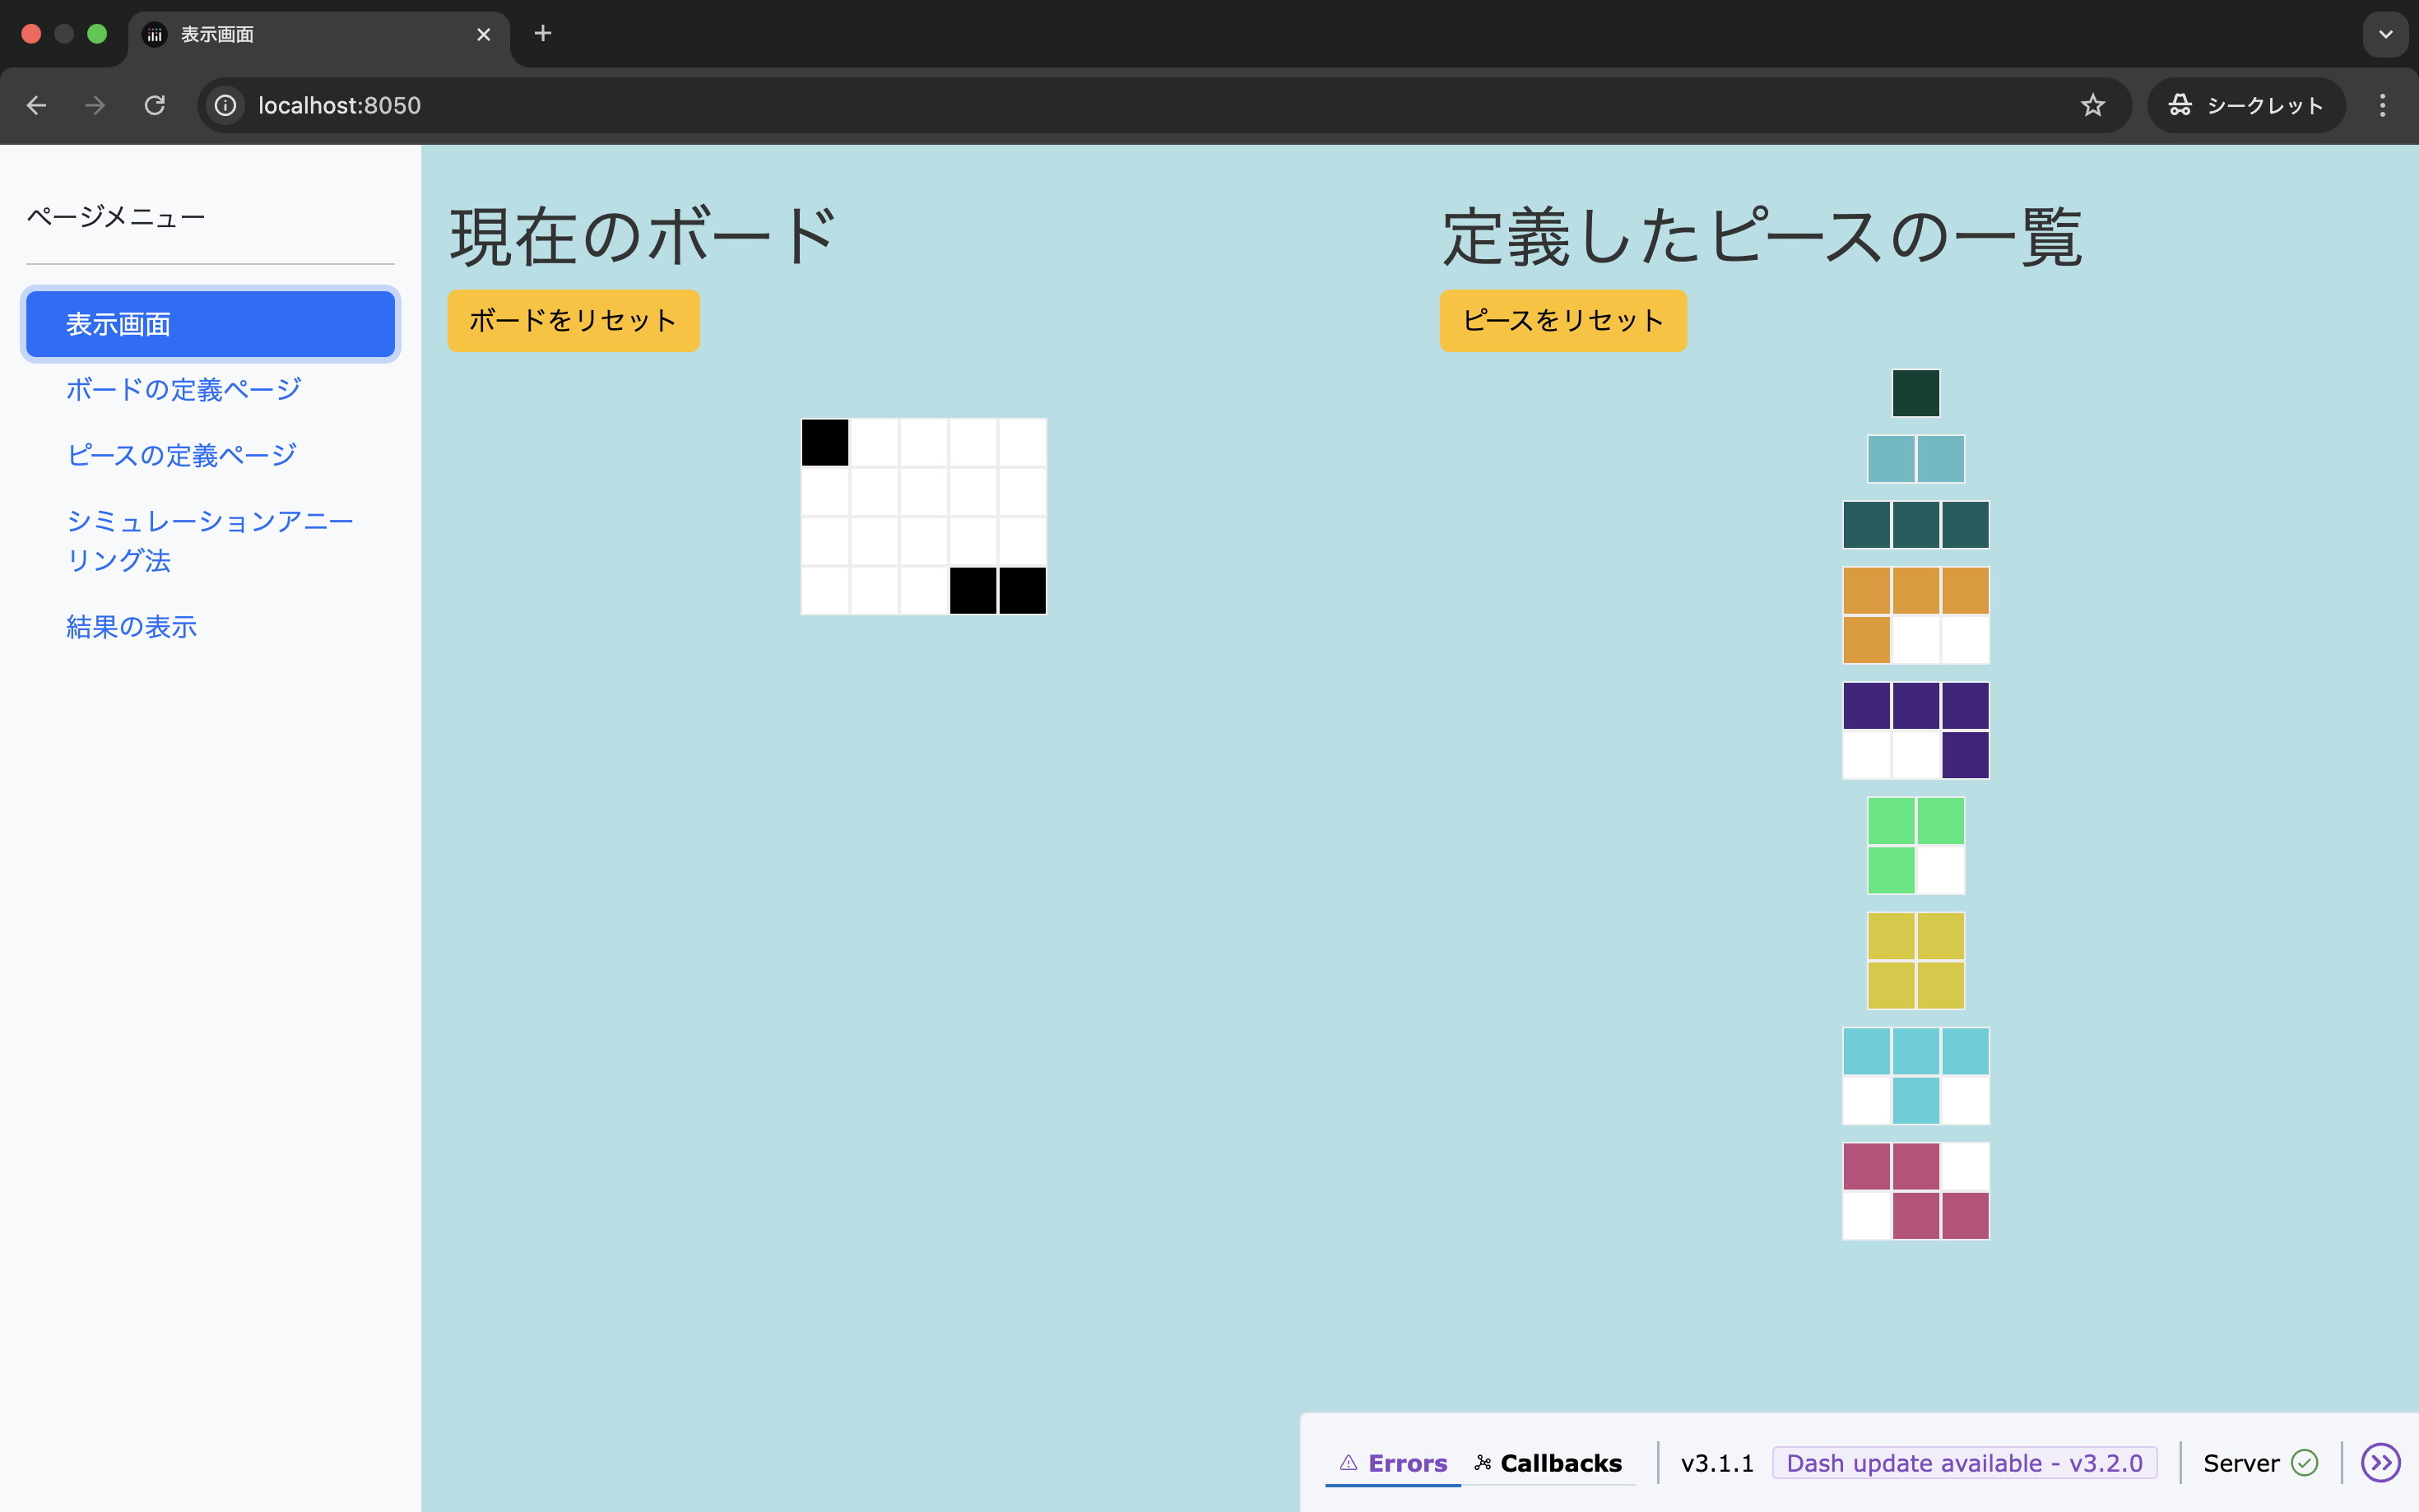 表示画面
localhost:8050
シークレット
ページメニュー
表示画面
ボードの定義ページ
ピースの定義ページ
シミュレーションアニー
リング法
結果の表示
現在のボード
ボードをリセット
定義したピースの一覧
ピースをリセット
Errors
Callbacks
v3.1.1
Dash update available - v3.2.0
Server